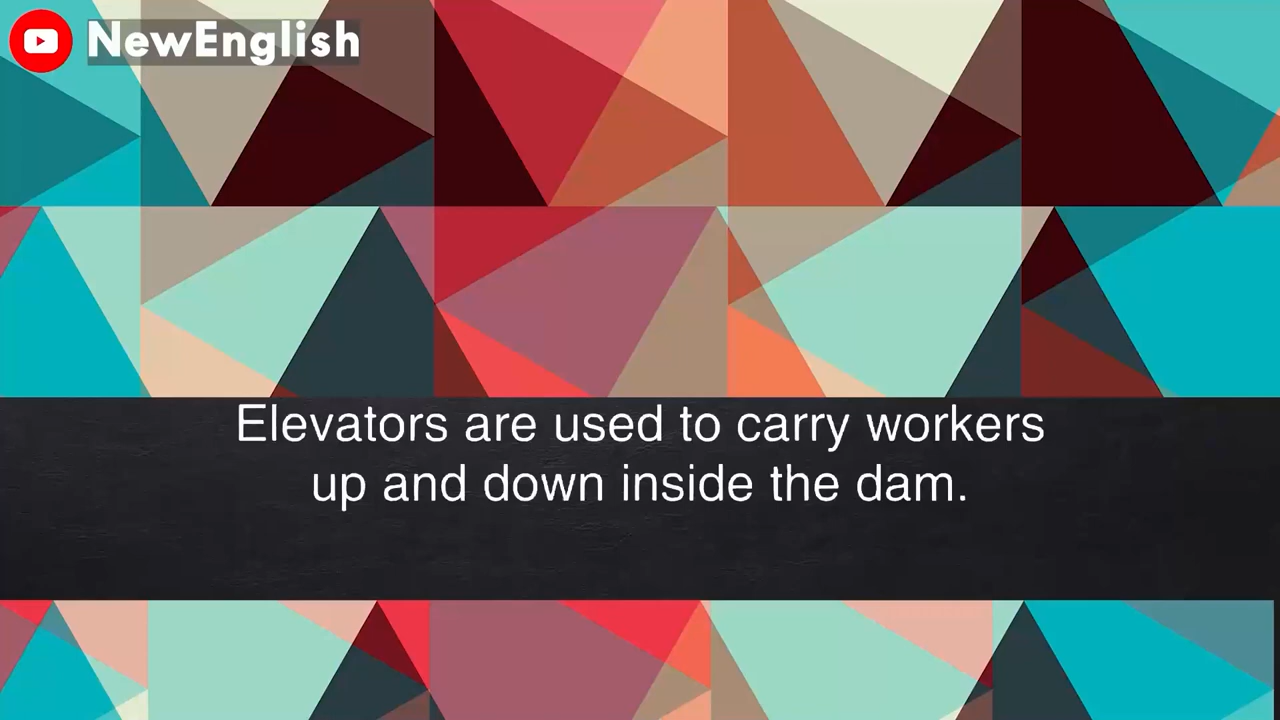 NewEnglish
Elevators are used to carry workers
up and down inside the dam.